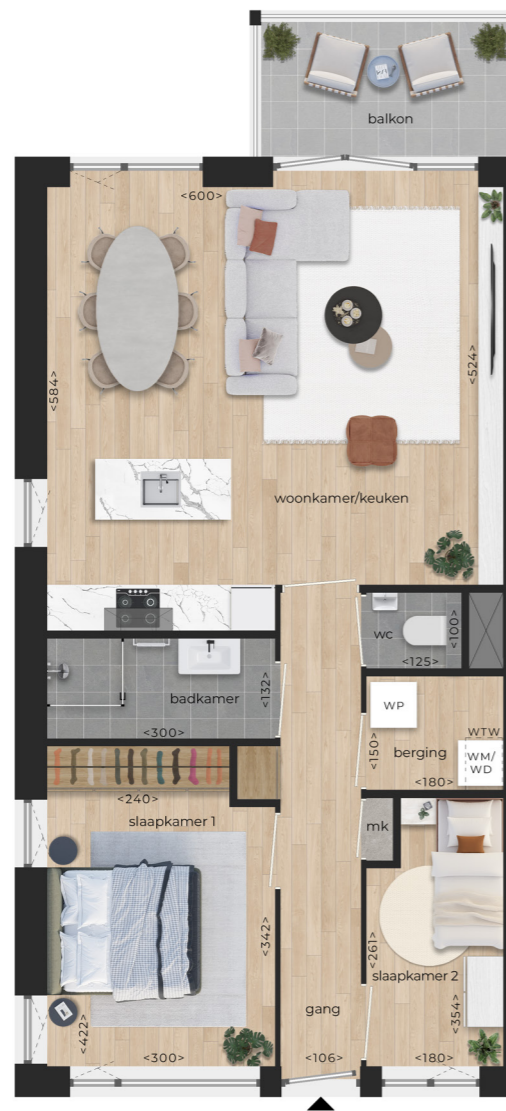 balkon
<600>
<584>
<524>
woonkamer/keuken
wc
<100>
<125>
badkamer
<132>
<300>
WP
<150>
berging
WTW
WM/
WD
<180>
<240>
slaapkamer 1
mk
<342>
<261>
slaapkamer 2
<354>
<422>
gang
<300>
<106>
<180>